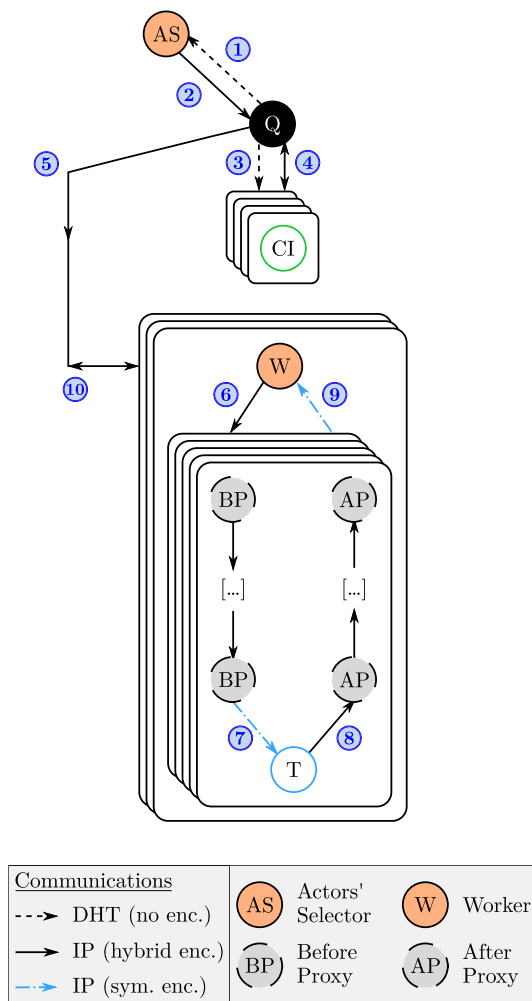 AS
1
2
Q
5
3
4
CI
10
W
6
9
BP
AP
[...]
[...]
BP
AP
7
8
T
Communications
DHT (no enc.)
IP (hybrid enc.)
IP (sym. enc.)
AS
Actors'
Selector
W
Worker
BP
Before
Proxy
AP
After
Proxy